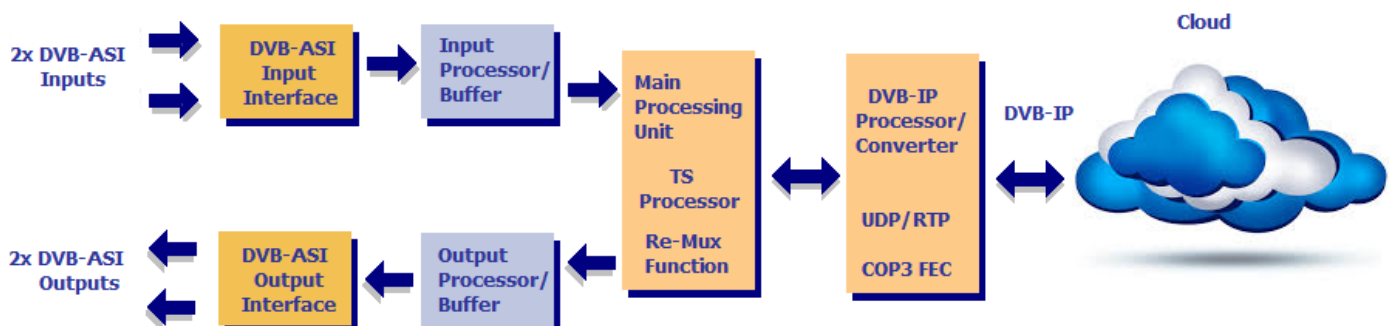 2x DVB-ASI
Inputs
DVB-ASI
Input
Interface
Input
Processor/
Buffer
Main
Processing
Unit
TS
Processor
Re-Mux
Function
DVB-IP
Processor/
Converter
UDP/RTP
COP3 FEC
DVB-IP
Cloud
2x DVB-ASI
Outputs
DVB-ASI
Output
Interface
Output
Processor/
Buffer